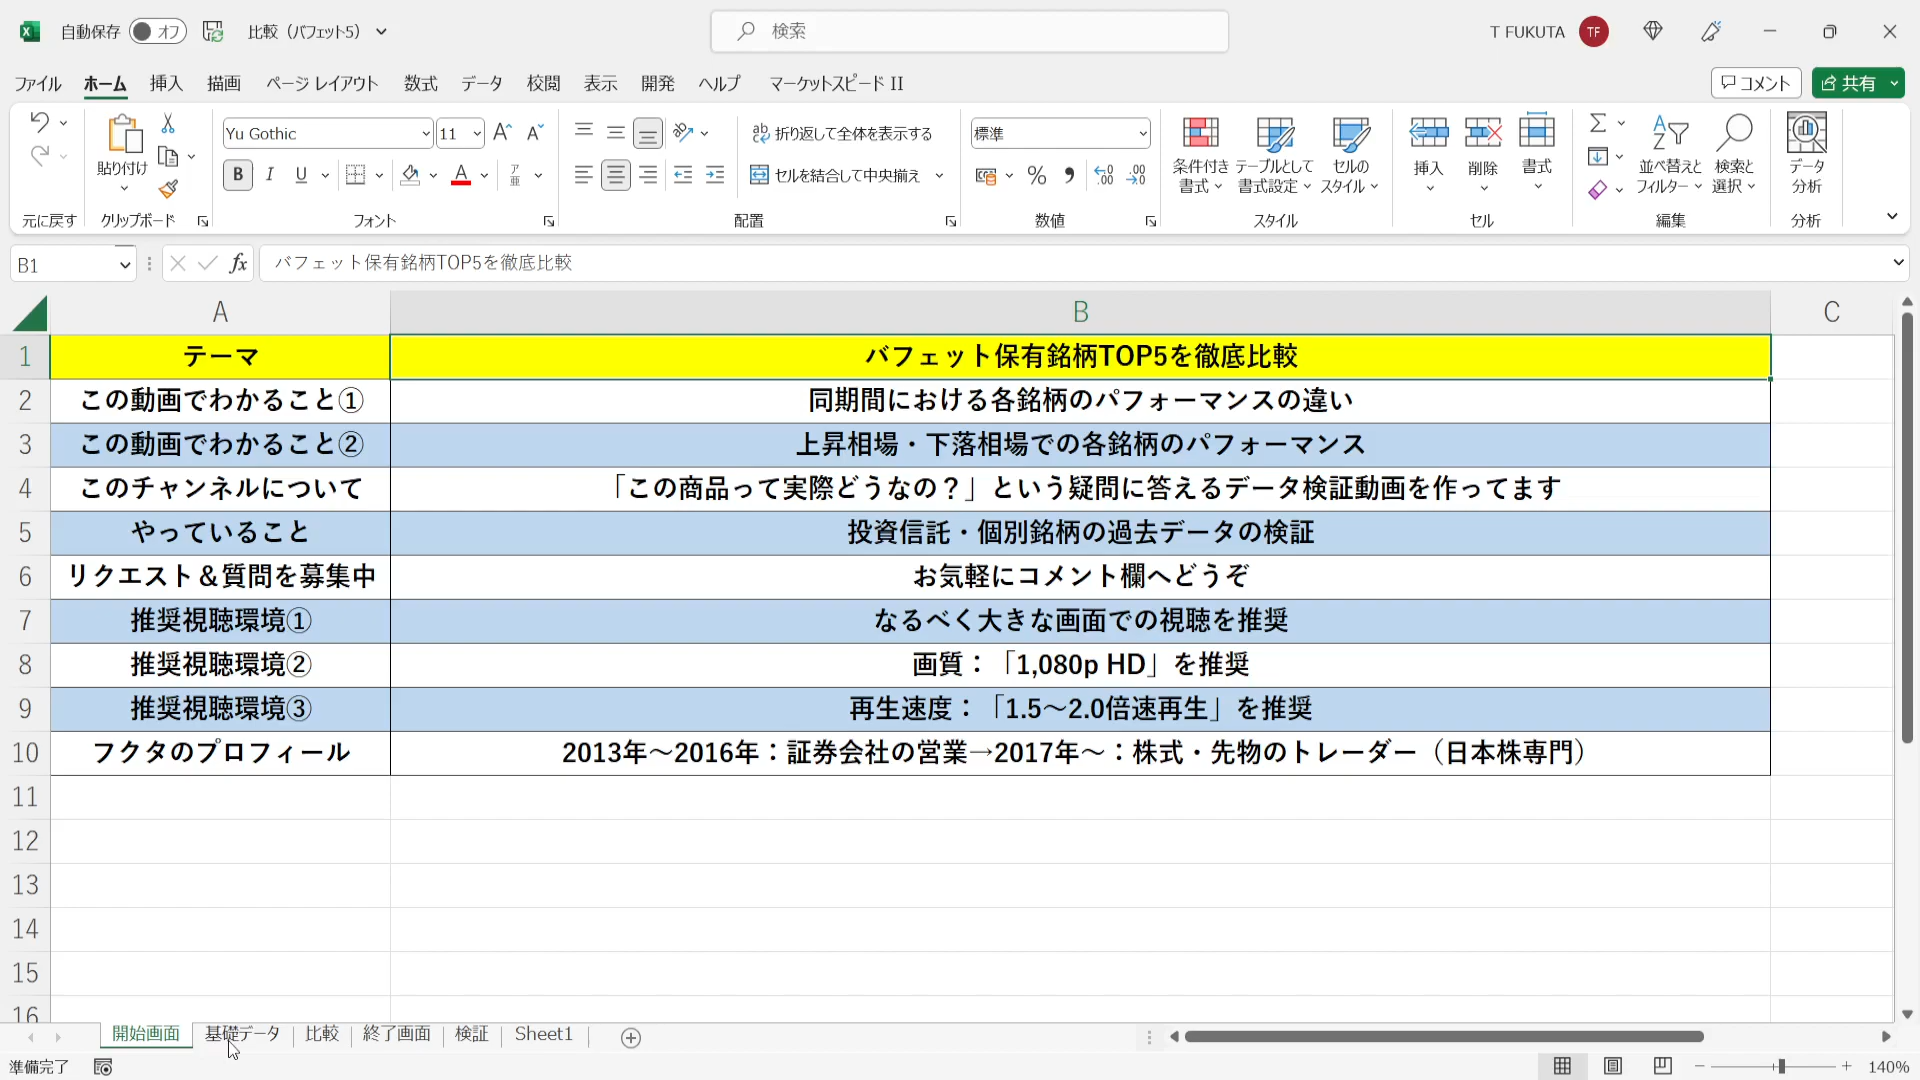 自動保存 オフ 比較（バフェット5） 検索 T FUKUTA TF
ファイル ホーム 挿入 描画 ページ レイアウト 数式 データ 校閲 表示 開発 ヘルプ マーケットスピード II コメント 共有
Yu Gothic 11 折り返して全体を表示する 標準
貼り付け B I U セルを結合して中央揃え
条件付き書式 テーブルとして書式設定 セルのスタイル 挿入 削除 書式 並べ替えとフィルター 検索と選択 データ分析
元に戻す クリップボード フォント 配置 数値 スタイル セル 編集 分析
B1 fx バフェット保有銘柄TOP5を徹底比較
A B C
1 テーマ バフェット保有銘柄TOP5を徹底比較
2 この動画でわかること① 同期間における各銘柄のパフォーマンスの違い
3 この動画でわかること② 上昇相場・下落相場での各銘柄のパフォーマンス
4 このチャンネルについて 「この商品って実際どうなの？」という疑問に答えるデータ検証動画を作ってます
5 やっていること 投資信託・個別銘柄の過去データの検証
6 リクエスト＆質問を募集中 お気軽にコメント欄へどうぞ
7 推奨視聴環境① なるべく大きな画面での視聴を推奨
8 推奨視聴環境② 画質：「1,080p HD」を推奨
9 推奨視聴環境③ 再生速度：「1.5～2.0倍速再生」を推奨
10 フクタのプロフィール 2013年～2016年：証券会社の営業→2017年～：株式・先物のトレーダー（日本株専門）
11
12
13
14
15
16
開始画面 基礎データ 比較 終了画面 検証 Sheet1
準備完了 140%